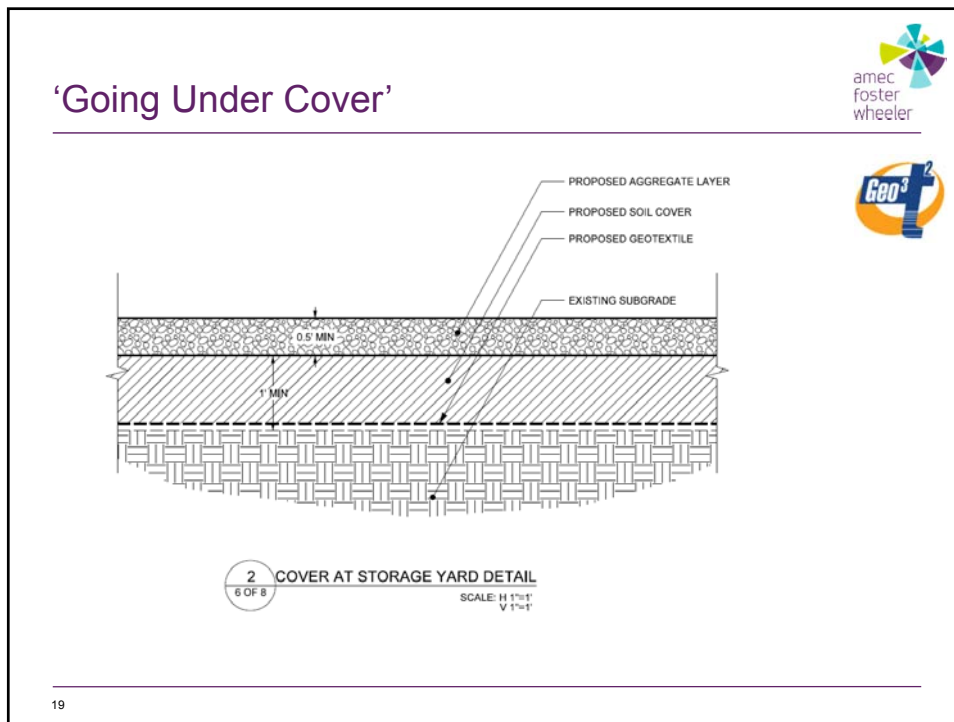 ‘Going Under Cover’
amec
foster
wheeler
Geo³ t²
PROPOSED AGGREGATE LAYER
PROPOSED SOIL COVER
PROPOSED GEOTEXTILE
EXISTING SUBGRADE
0.5' MIN
1' MIN
2
6 OF 8
COVER AT STORAGE YARD DETAIL
SCALE: H 1"=1'
V 1"=1'
19